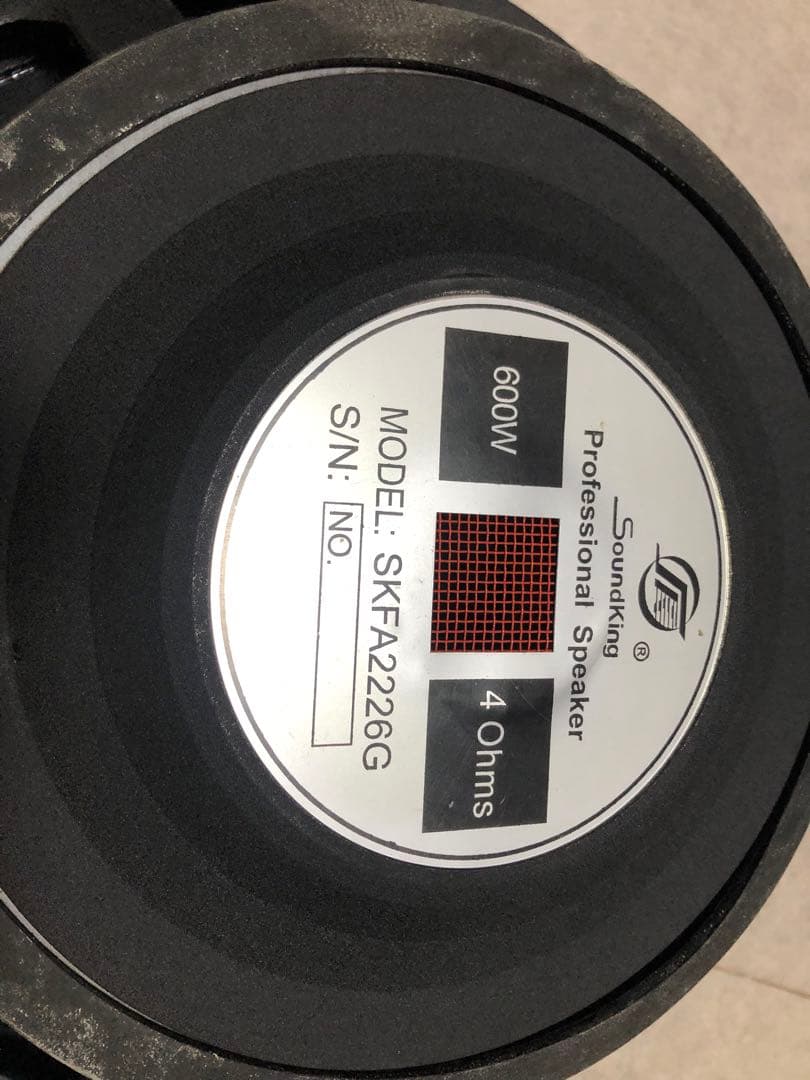 SoundKing ®
Professional Speaker
600W
4 Ohms
MODEL: SKFA2226G
S/N: NO.